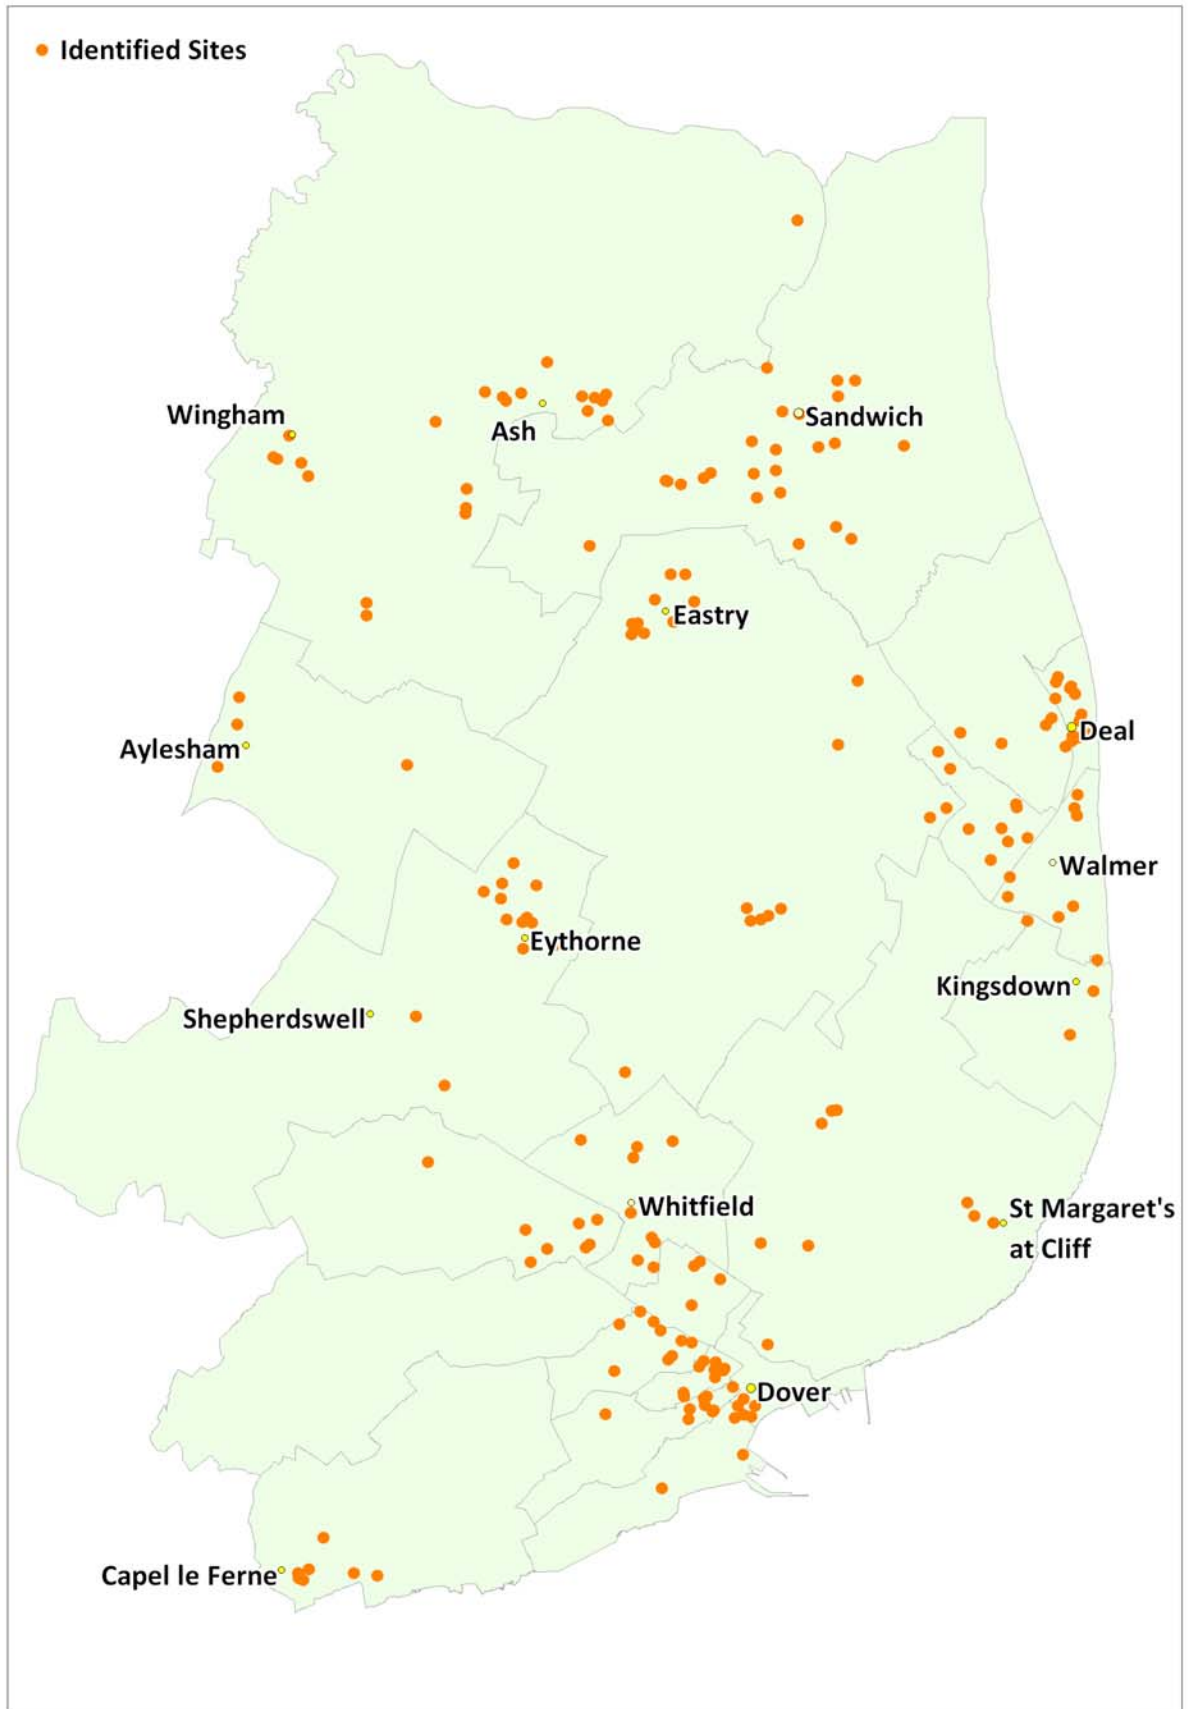 Identified Sites
Wingham
Ash
Sandwich
Eastry
Deal
Aylesham
Walmer
Eythorne
Kingsdown
Shepherdswell
Whitfield
St Margaret's
at Cliff
Dover
Capel le Ferne